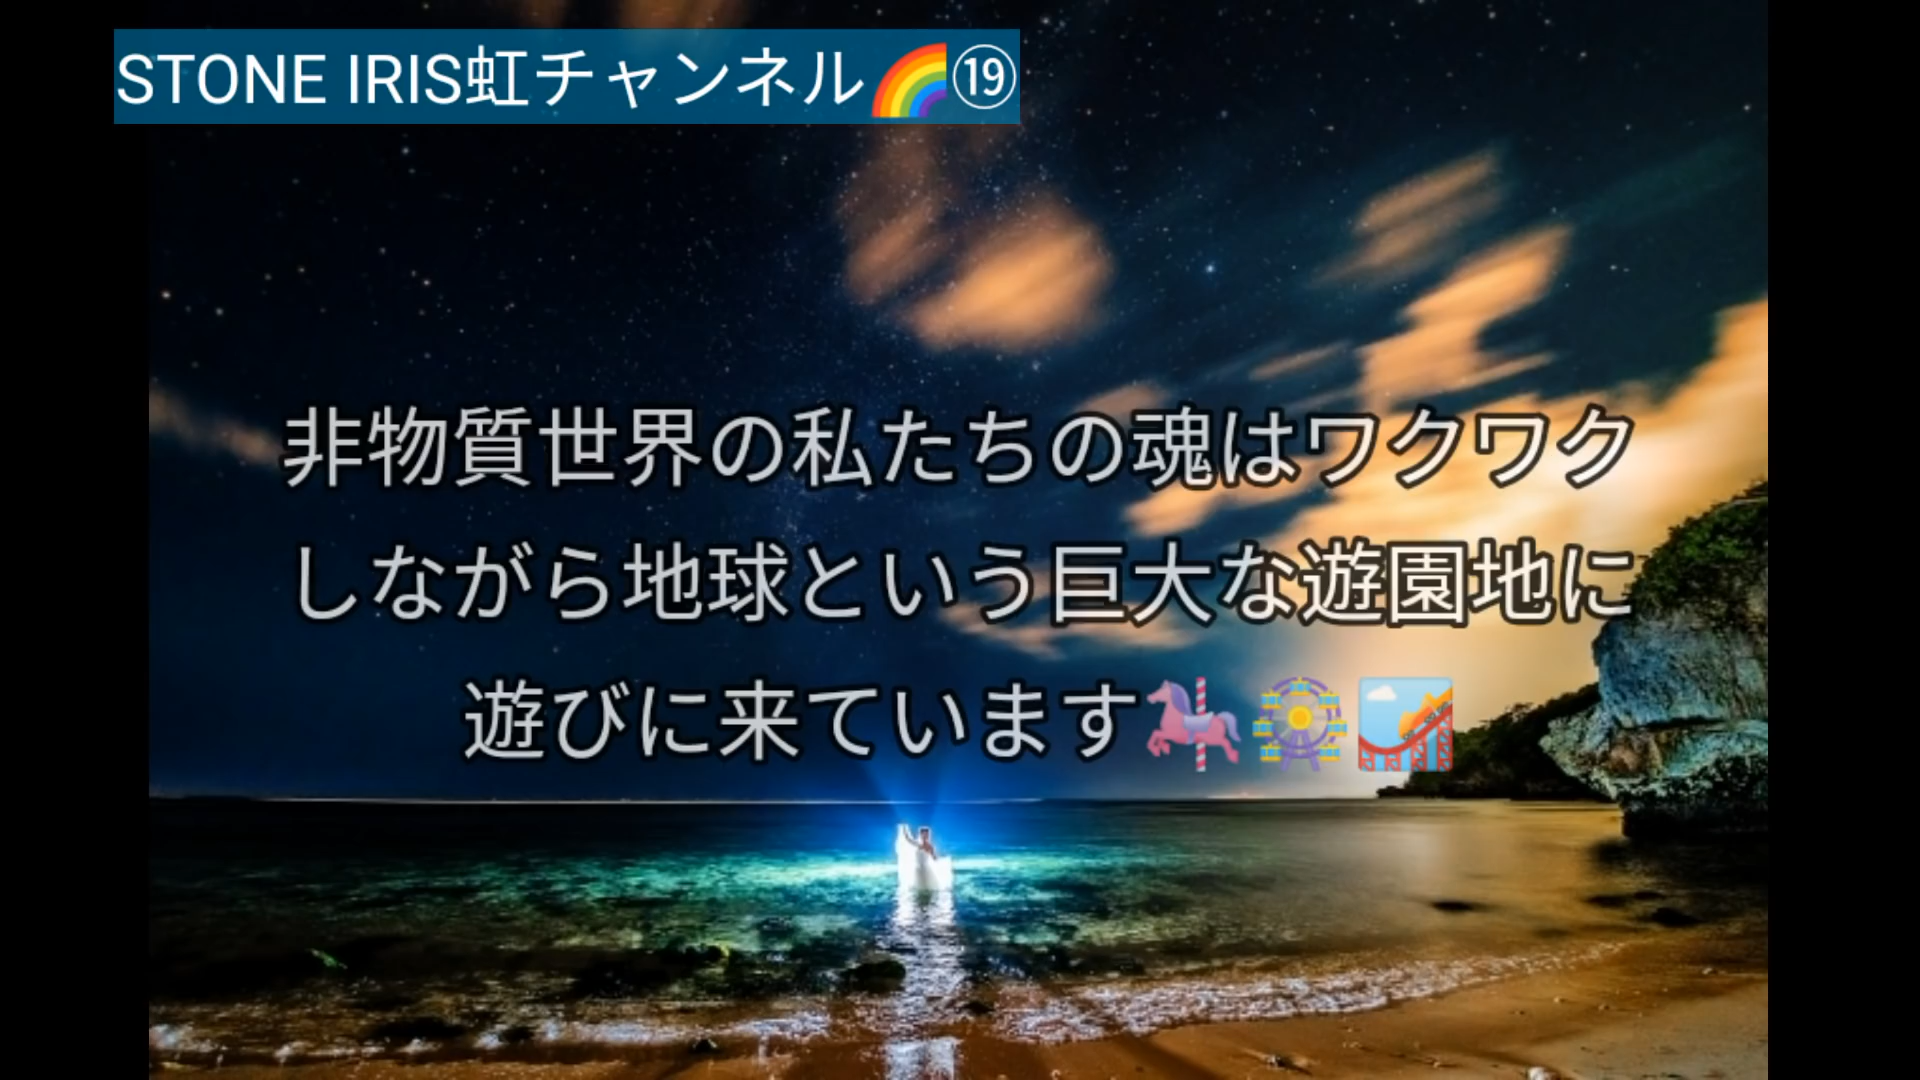 STONE IRIS虹チャンネル🌈⑲
非物質世界の私たちの魂はワクワク
しながら地球という巨大な遊園地に
遊びに来ています🎠🎡🎢